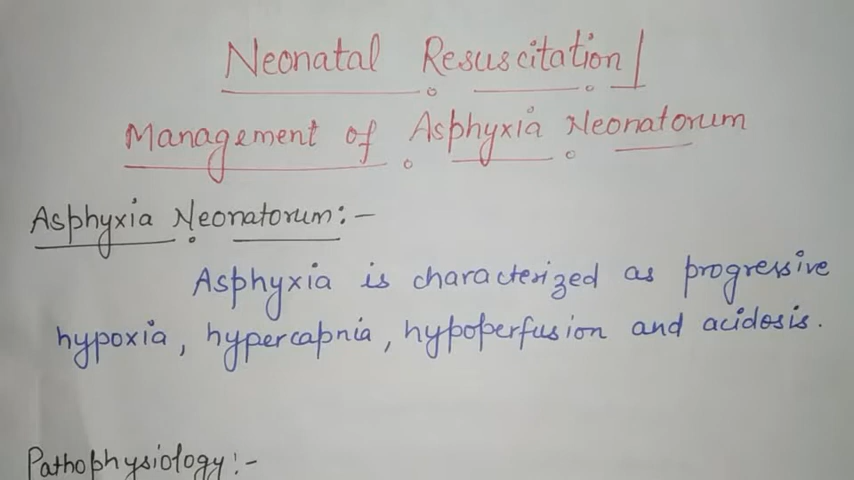 Neonatal Resuscitation/
Management of Asphyxia Neonatorum
Asphyxia Neonatorum:-
Asphyxia is characterized as progressive
hypoxia, hypercapnia, hypoperfusion and acidosis.
Pathophysiology:-